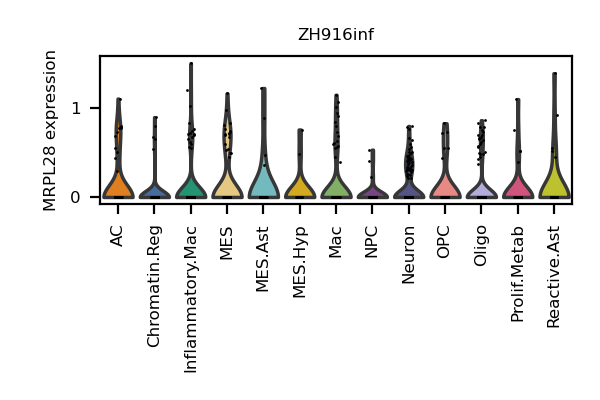 ZH916inf
MRPL28 expression
1
0
AC
Chromatin.Reg
Inflammatory.Mac
MES
MES.Ast
MES.Hyp
Mac
NPC
Neuron
OPC
Oligo
Prolif.Metab
Reactive.Ast